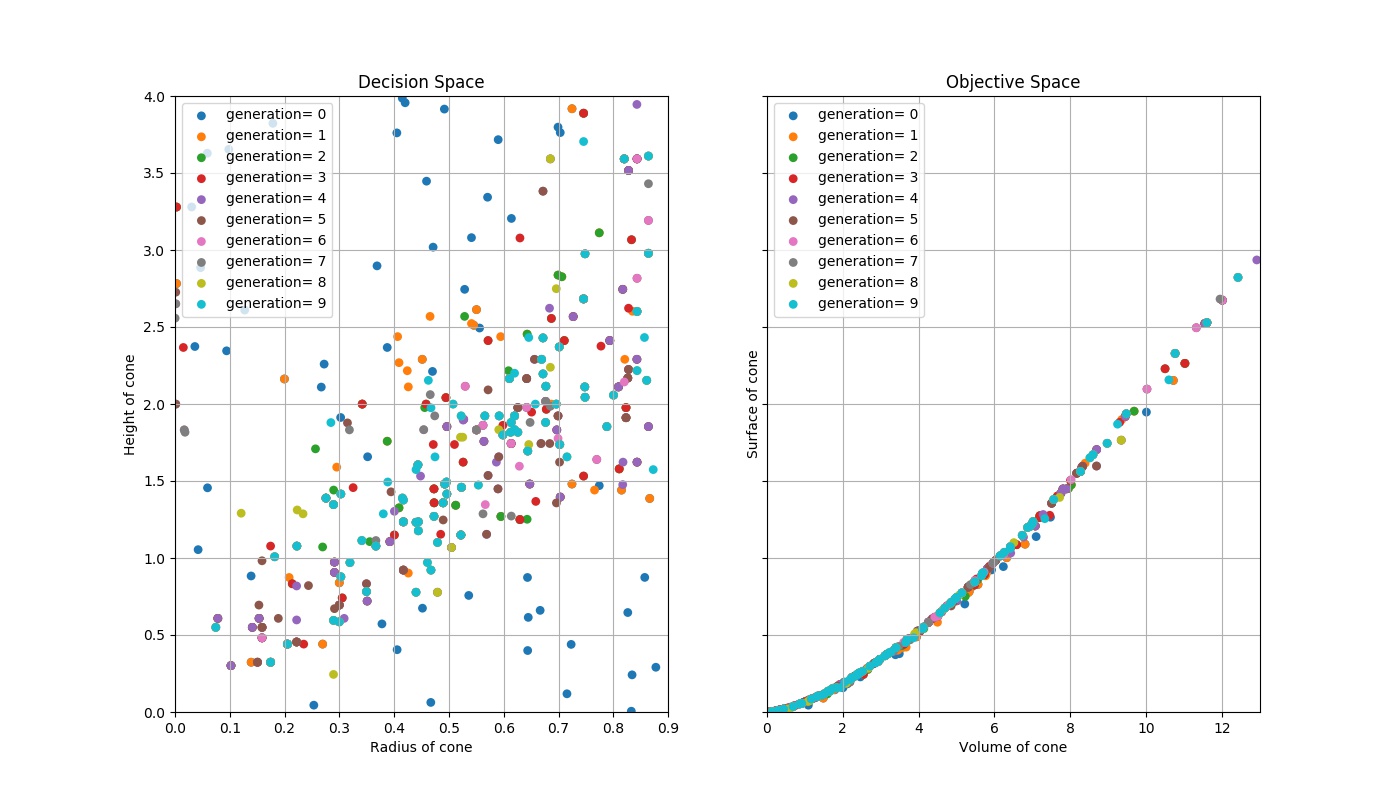 Decision Space
Height of cone
4.0
3.5
3.0
2.5
2.0
1.5
1.0
0.5
0.0
generation= 0
generation= 1
generation= 2
generation= 3
generation= 4
generation= 5
generation= 6
generation= 7
generation= 8
generation= 9
0.0 0.1 0.2 0.3 0.4 0.5 0.6 0.7 0.8 0.9
Radius of cone
Objective Space
Surface of cone
generation= 0
generation= 1
generation= 2
generation= 3
generation= 4
generation= 5
generation= 6
generation= 7
generation= 8
generation= 9
0 2 4 6 8 10 12
Volume of cone